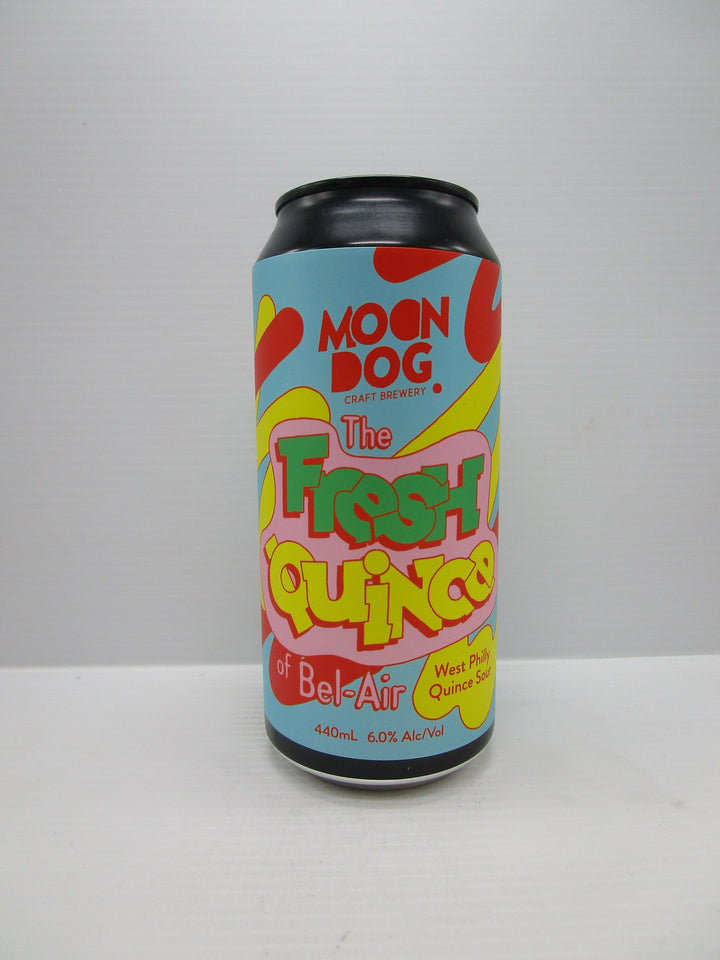 MOON
DOG
CRAFT BREWERY
The
FresH
'QUiNce
of Bel-Air
West Philly
Quince Sour
440mL 6.0% Alc/Vol